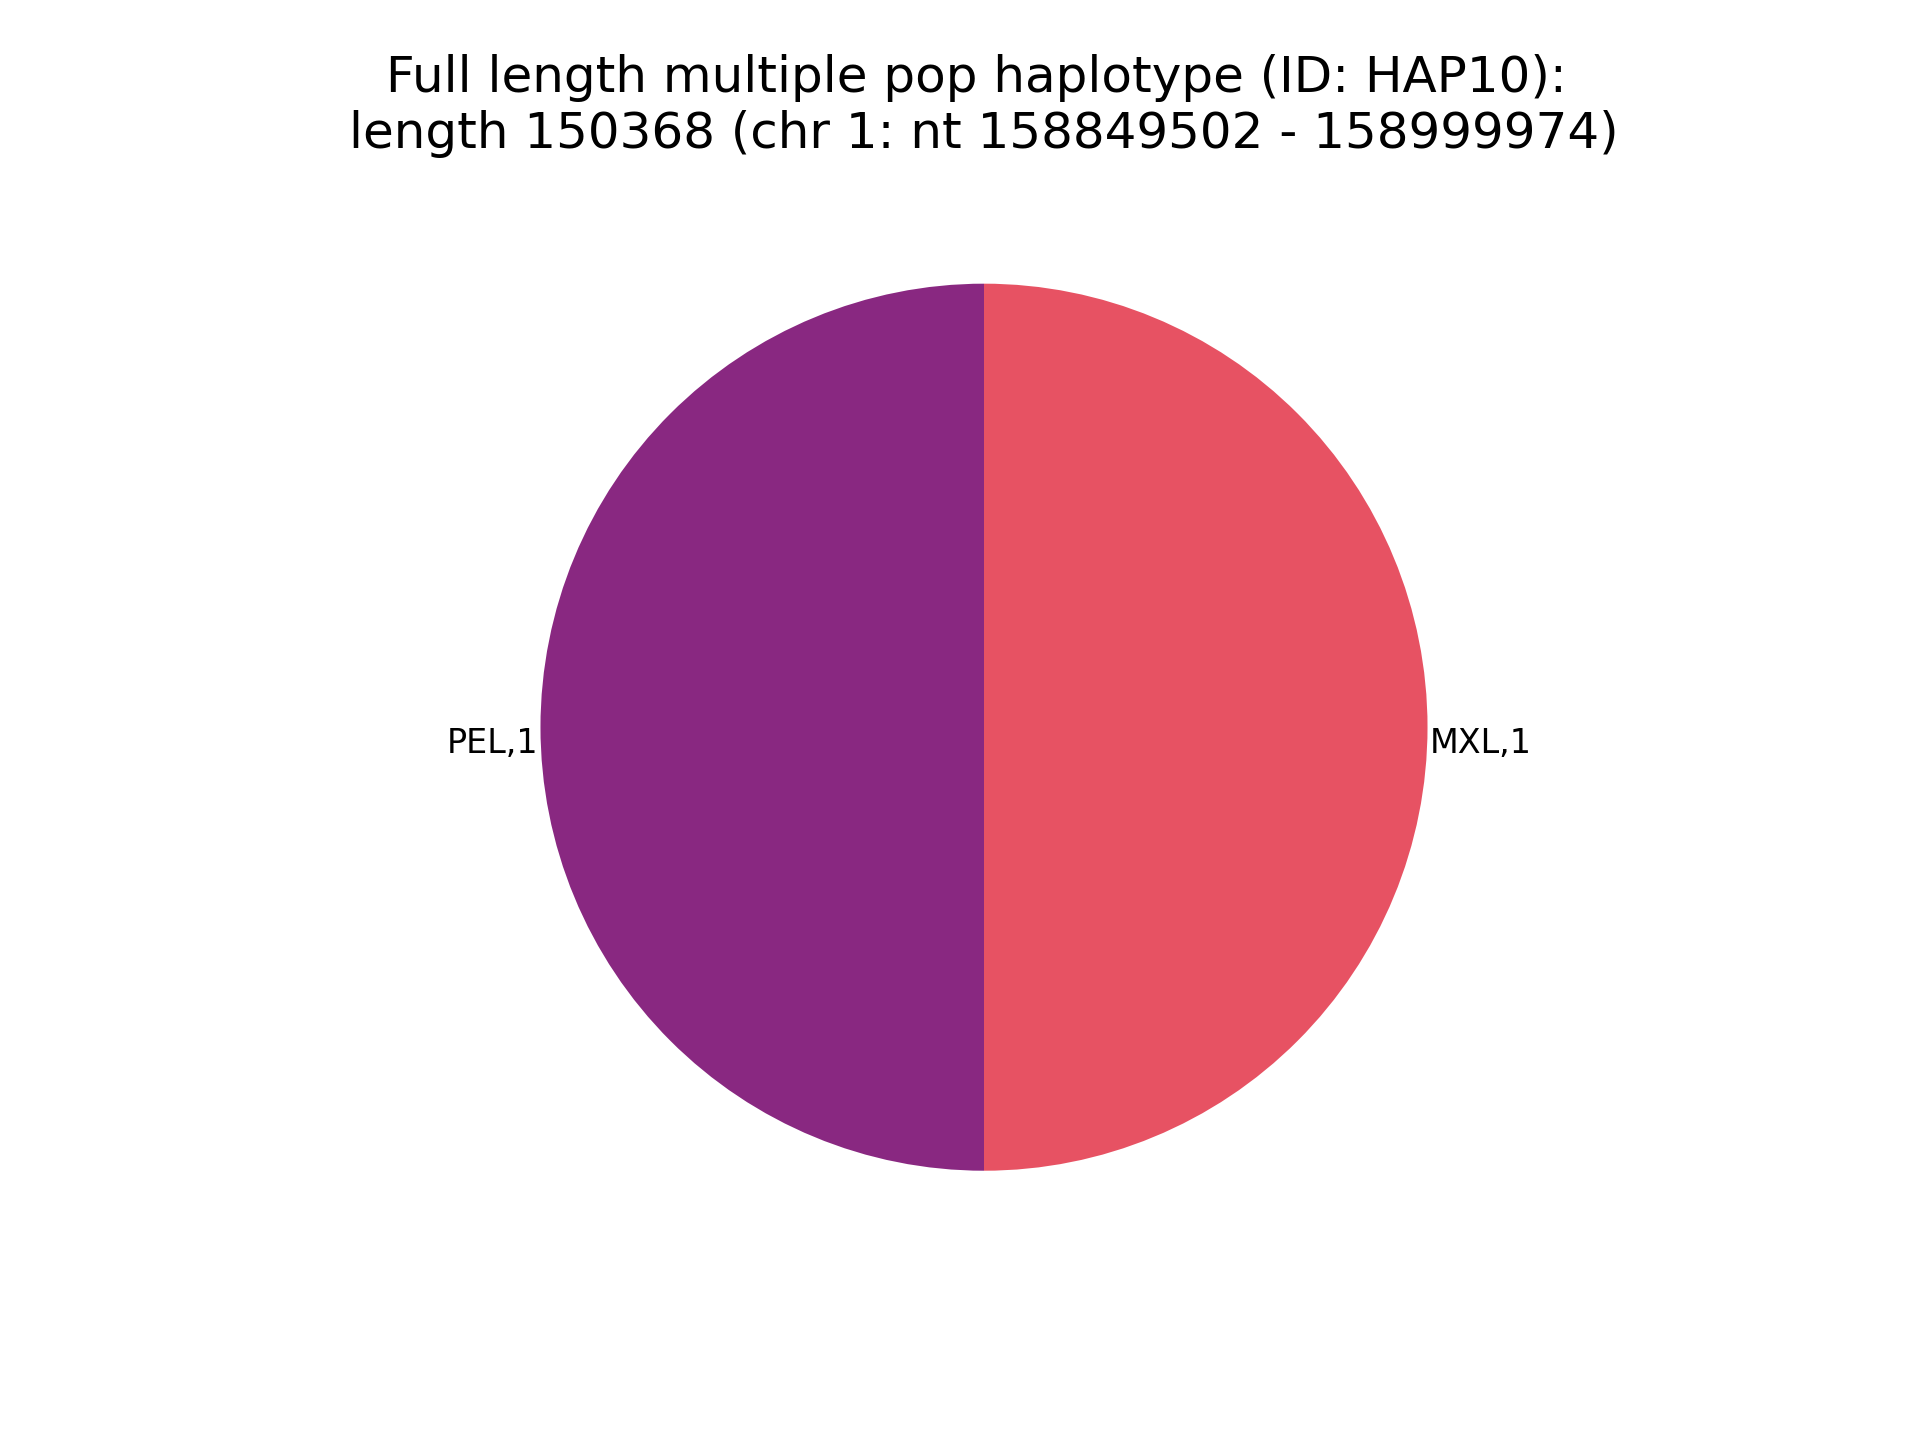 Full length multiple pop haplotype (ID: HAP10):
length 150368 (chr 1: nt 158849502 - 158999974)
PEL,1
MXL,1